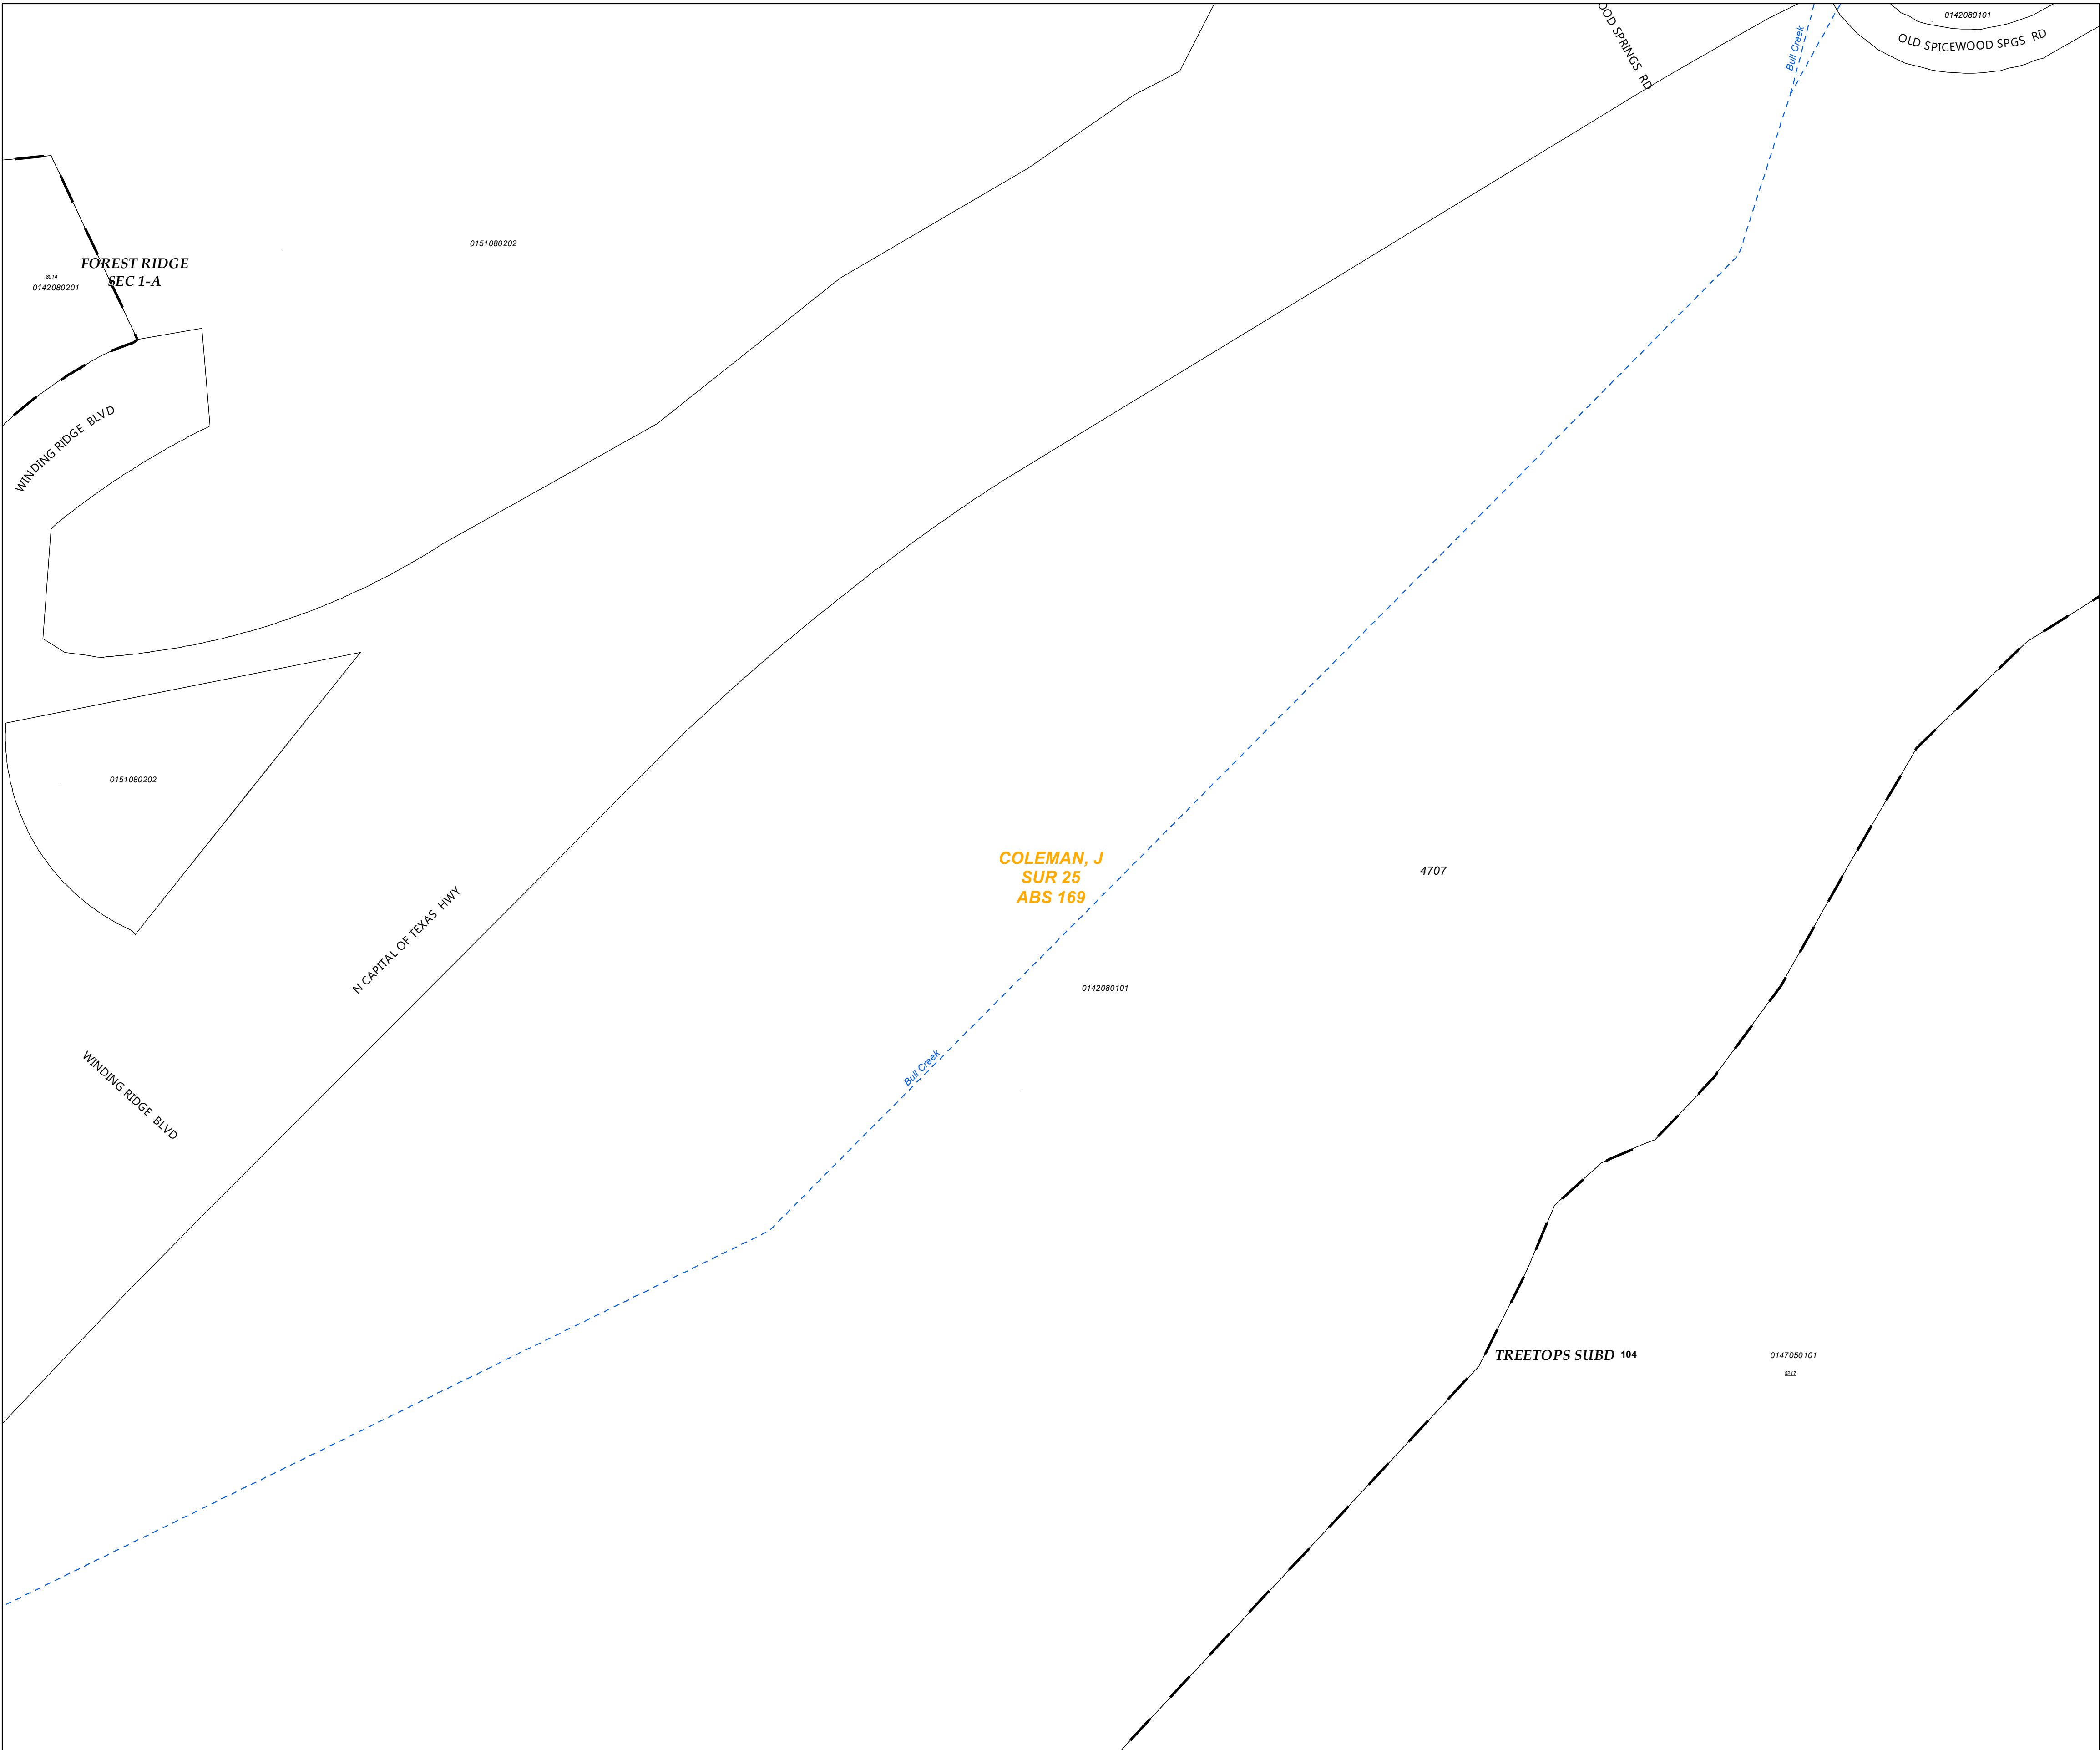 OOD SPRINGS RD
Bull Creek
0142080101
OLD SPICEWOOD SPGS RD
0151080202
FOREST RIDGE
SEC 1-A
8014
0142080201
WINDING RIDGE BLVD
0151080202
N CAPITAL OF TEXAS HWY
COLEMAN, J
SUR 25
ABS 169
4707
0142080101
Bull Creek
WINDING RIDGE BLVD
TREETOPS SUBD 104
0147050101
5217